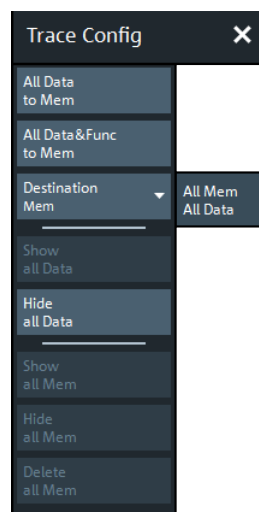 Trace Config
All Data
to Mem
All Data&Func
to Mem
Destination
Mem
All Mem
All Data
Show
all Data
Hide
all Data
Show
all Mem
Hide
all Mem
Delete
all Mem